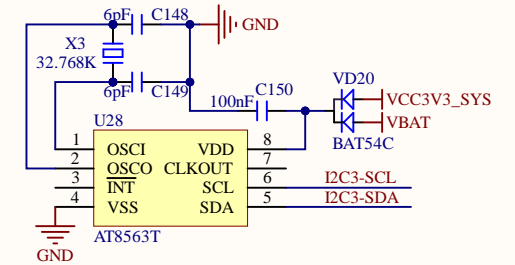 6pF C148
GND
X3
32.768K
6pF C149
100nF C150
VD20
VCC3V3_SYS
VBAT
BAT54C
U28
1 OSCI VDD 8
2 OSCO CLKOUT 7
3 INT SCL 6 I2C3-SCL
4 VSS SDA 5 I2C3-SDA
GND
AT8563T